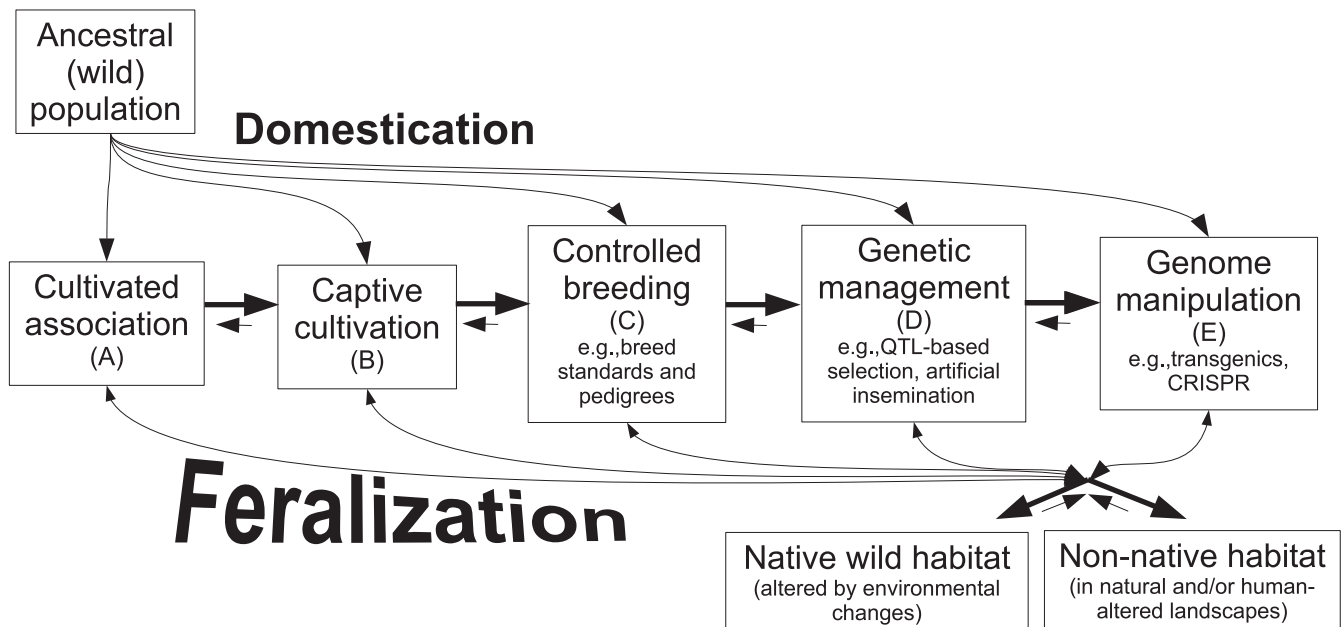 Ancestral
(wild)
population
Domestication
Cultivated
association
(A)
Captive
cultivation
(B)
Controlled
breeding
(C)
e.g.,breed
standards and
pedigrees
Genetic
management
(D)
e.g.,QTL-based
selection, artificial
insemination
Genome
manipulation
(E)
e.g.,transgenics,
CRISPR
Feralization
Native wild habitat
(altered by environmental
changes)
Non-native habitat
(in natural and/or human-
altered landscapes)